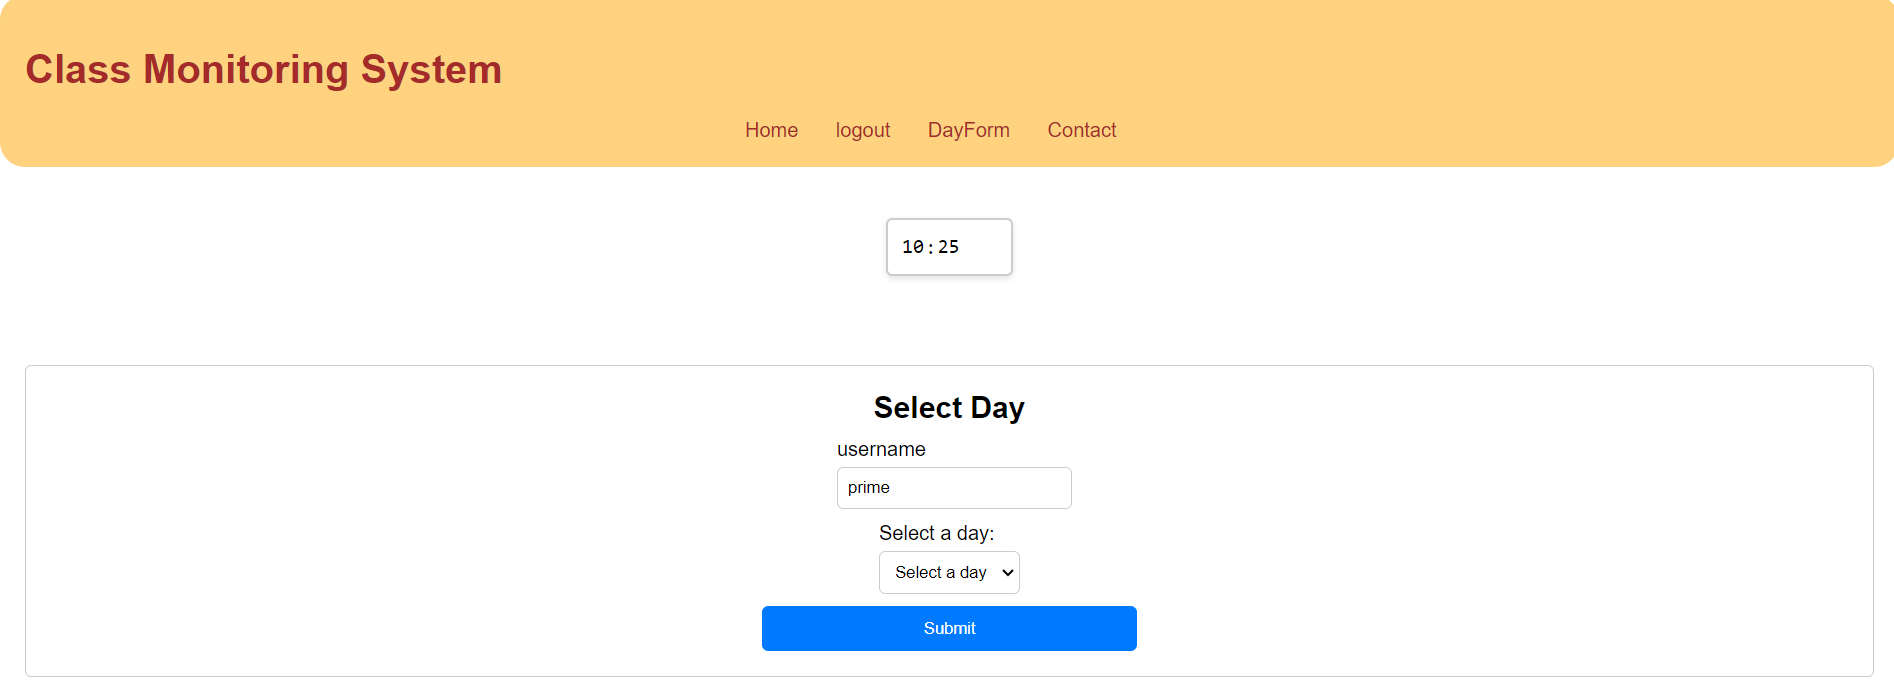 Class Monitoring System
Home logout DayForm Contact
10:25
Select Day
username
prime
Select a day:
Select a day
Submit